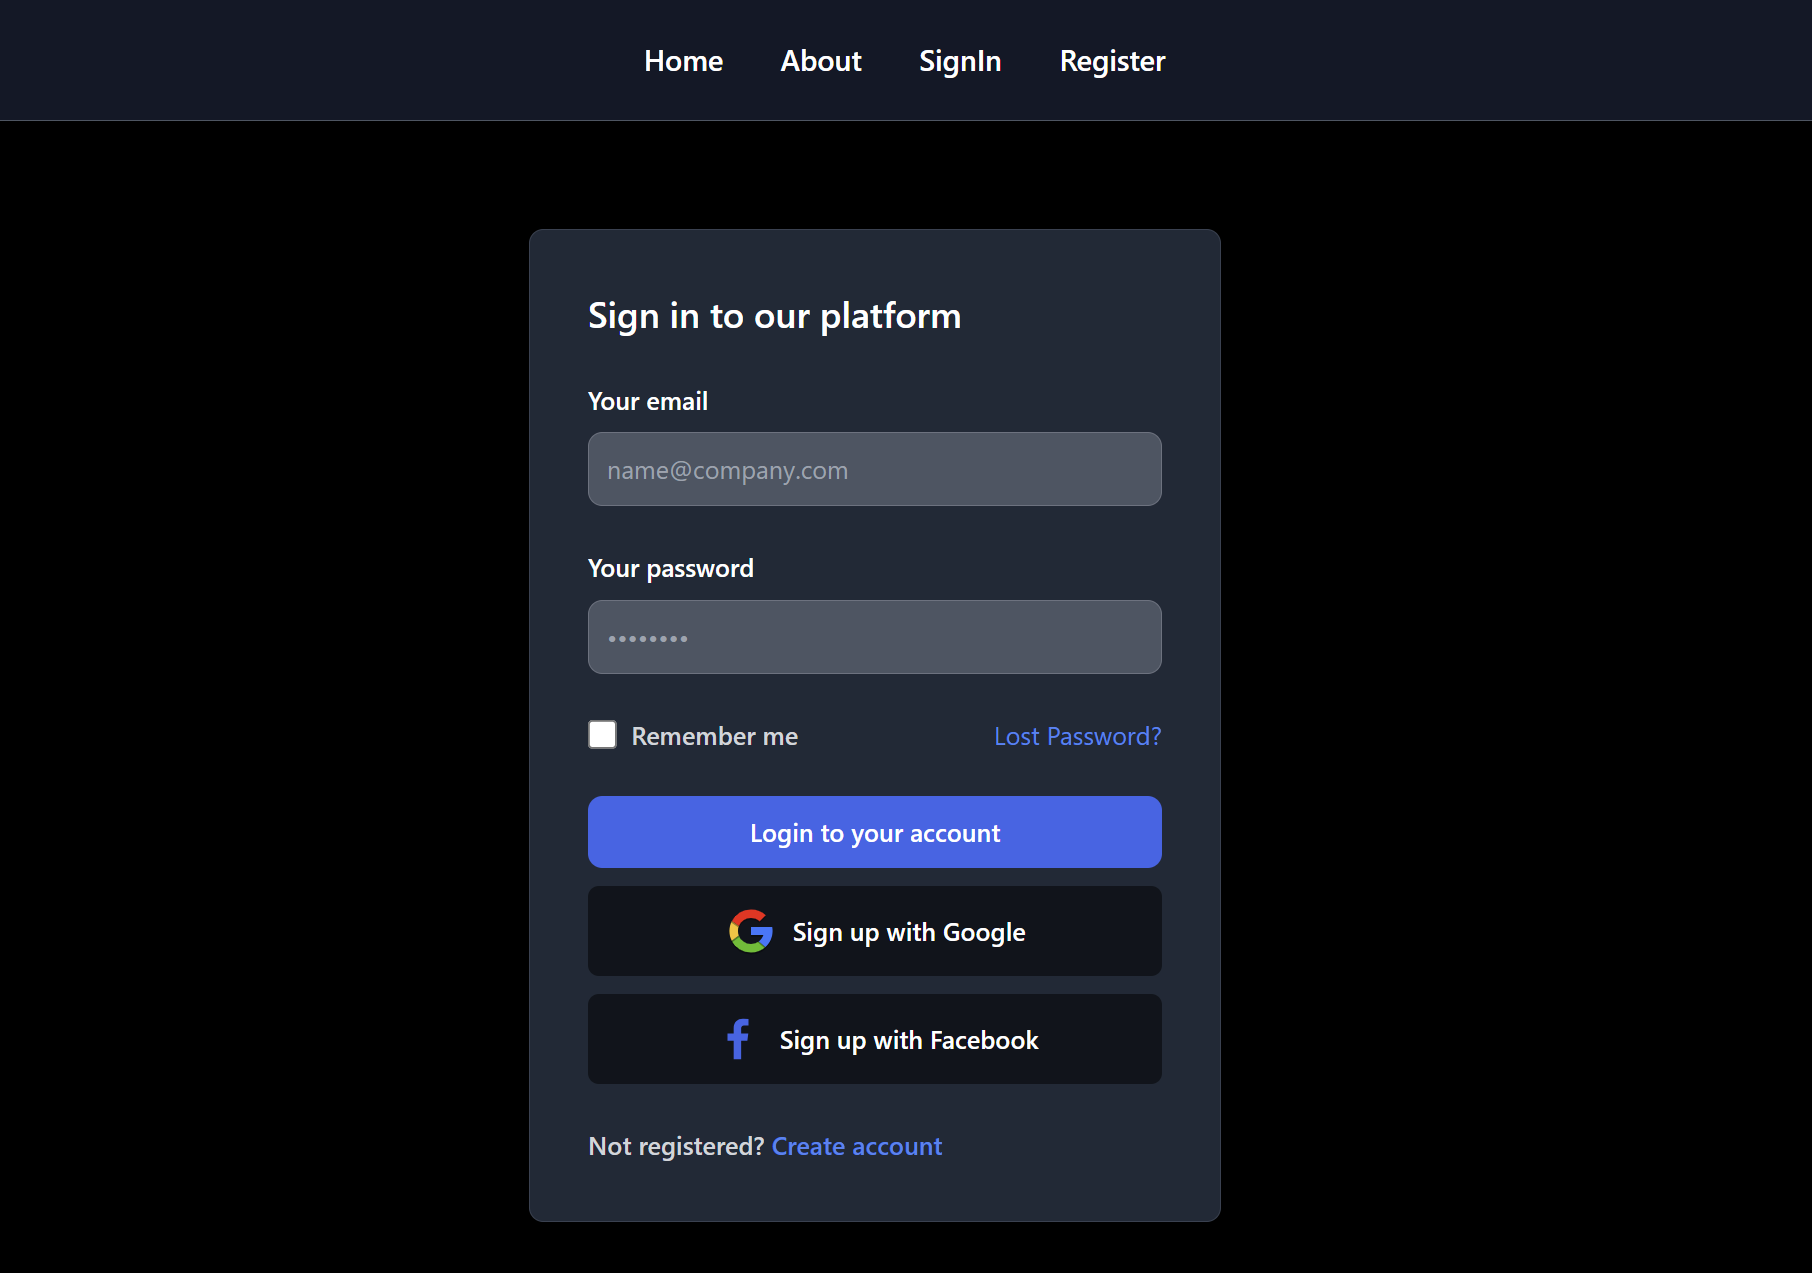 Home About SignIn Register
Sign in to our platform
Your email
name@company.com
Your password
••••••••
Remember me Lost Password?
Login to your account
Sign up with Google
Sign up with Facebook
Not registered? Create account